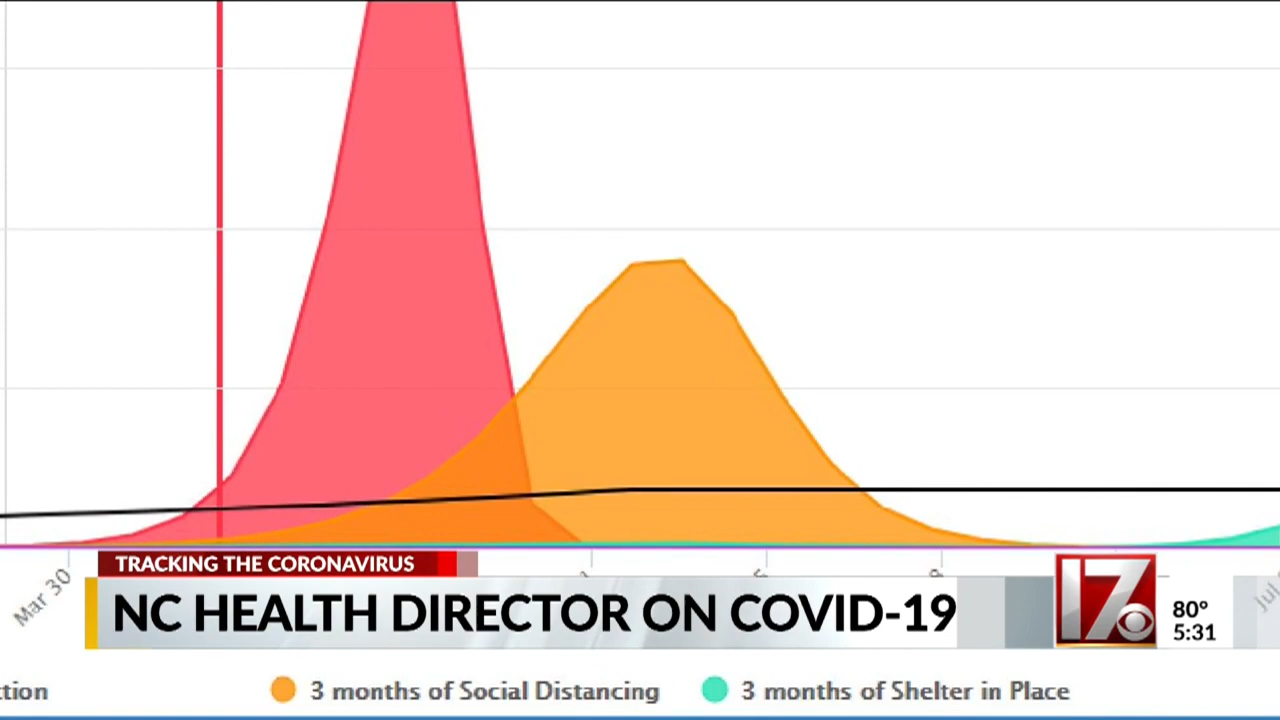 Mar 30
TRACKING THE CORONAVIRUS
NC HEALTH DIRECTOR ON COVID-19
17
80°
5:31
3 months of Social Distancing
3 months of Shelter in Place